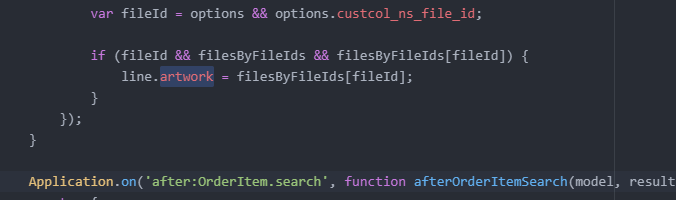 var fileId = options && options.custcol_ns_file_id;
if (fileId && filesByFileIds && filesByFileIds[fileId]) {
line.artwork = filesByFileIds[fileId];
}
});
}
Application.on('after:OrderItem.search', function afterOrderItemSearch(model, result